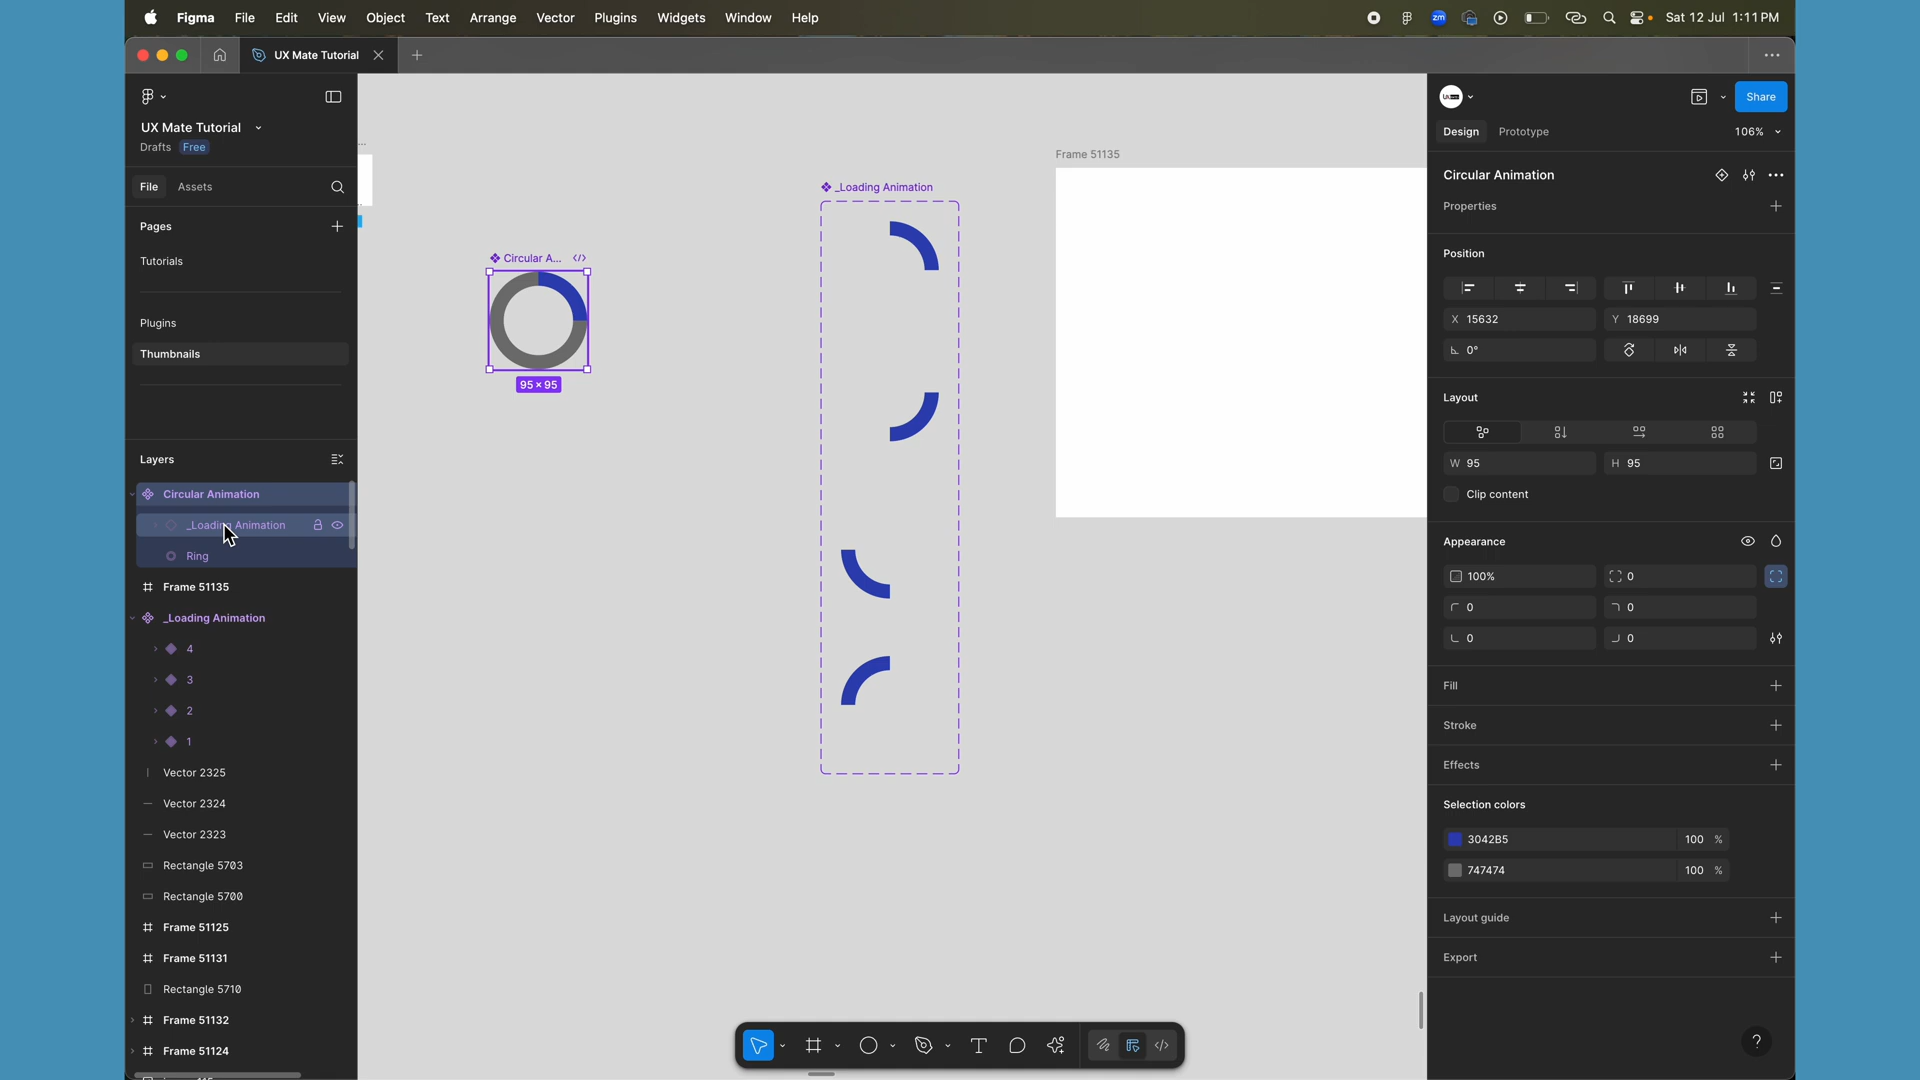 Figma File Edit View Object Text Arrange Vector Plugins Widgets Window Help
zm
Sat 12 Jul 1:11 PM
UX Mate Tutorial
UX Mate Tutorial
Drafts Free
File Assets
Pages
Tutorials
Plugins
Thumbnails
Layers
Circular Animation
_Loading Animation
Ring
Frame 51135
_Loading Animation
4
3
2
1
Vector 2325
Vector 2324
Vector 2323
Rectangle 5703
Rectangle 5700
Frame 51125
Frame 51131
Rectangle 5710
Frame 51132
Frame 51124
Circular A...
95 × 95
_Loading Animation
Frame 51135
Share
Design Prototype
106%
Circular Animation
Properties
Position
X 15632
Y 18699
0°
Layout
W 95
H 95
Clip content
Appearance
100%
0
0
0
0
0
Fill
Stroke
Effects
Selection colors
3042B5 100 %
747474 100 %
Layout guide
Export
?